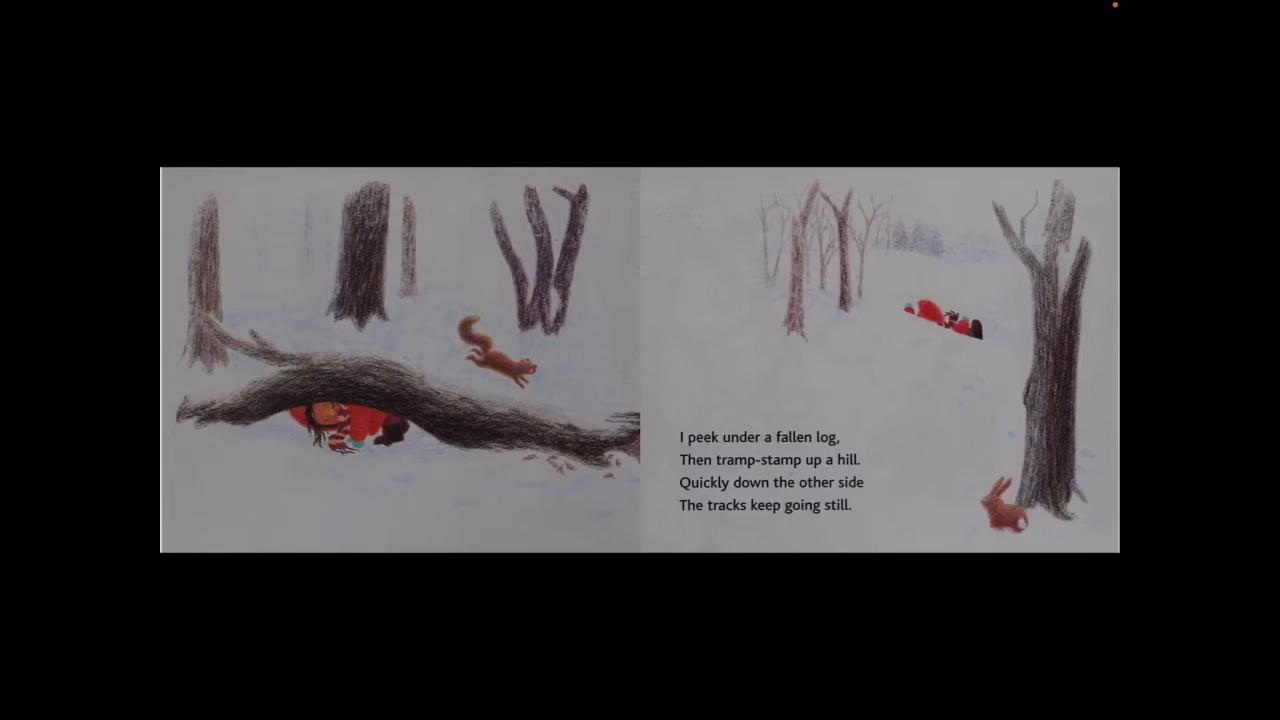 I peek under a fallen log,
Then tramp-stamp up a hill.
Quickly down the other side
The tracks keep going still.